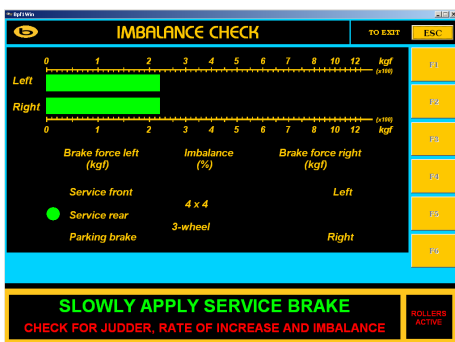 Bpf1Win
IMBALANCE CHECK
TO EXIT
ESC
0 1 2 3 4 5 6 7 8 10 12 kgf
(x100)
Left
Right
(x100)
0 1 2 3 4 5 6 7 8 10 12 kgf
Brake force left Imbalance Brake force right
(kgf) (%) (kgf)
Service front Left
4 x 4
Service rear
3-wheel
Parking brake Right
F1
F2
F3
F4
F5
F6
SLOWLY APPLY SERVICE BRAKE
CHECK FOR JUDDER, RATE OF INCREASE AND IMBALANCE
ROLLERS
ACTIVE